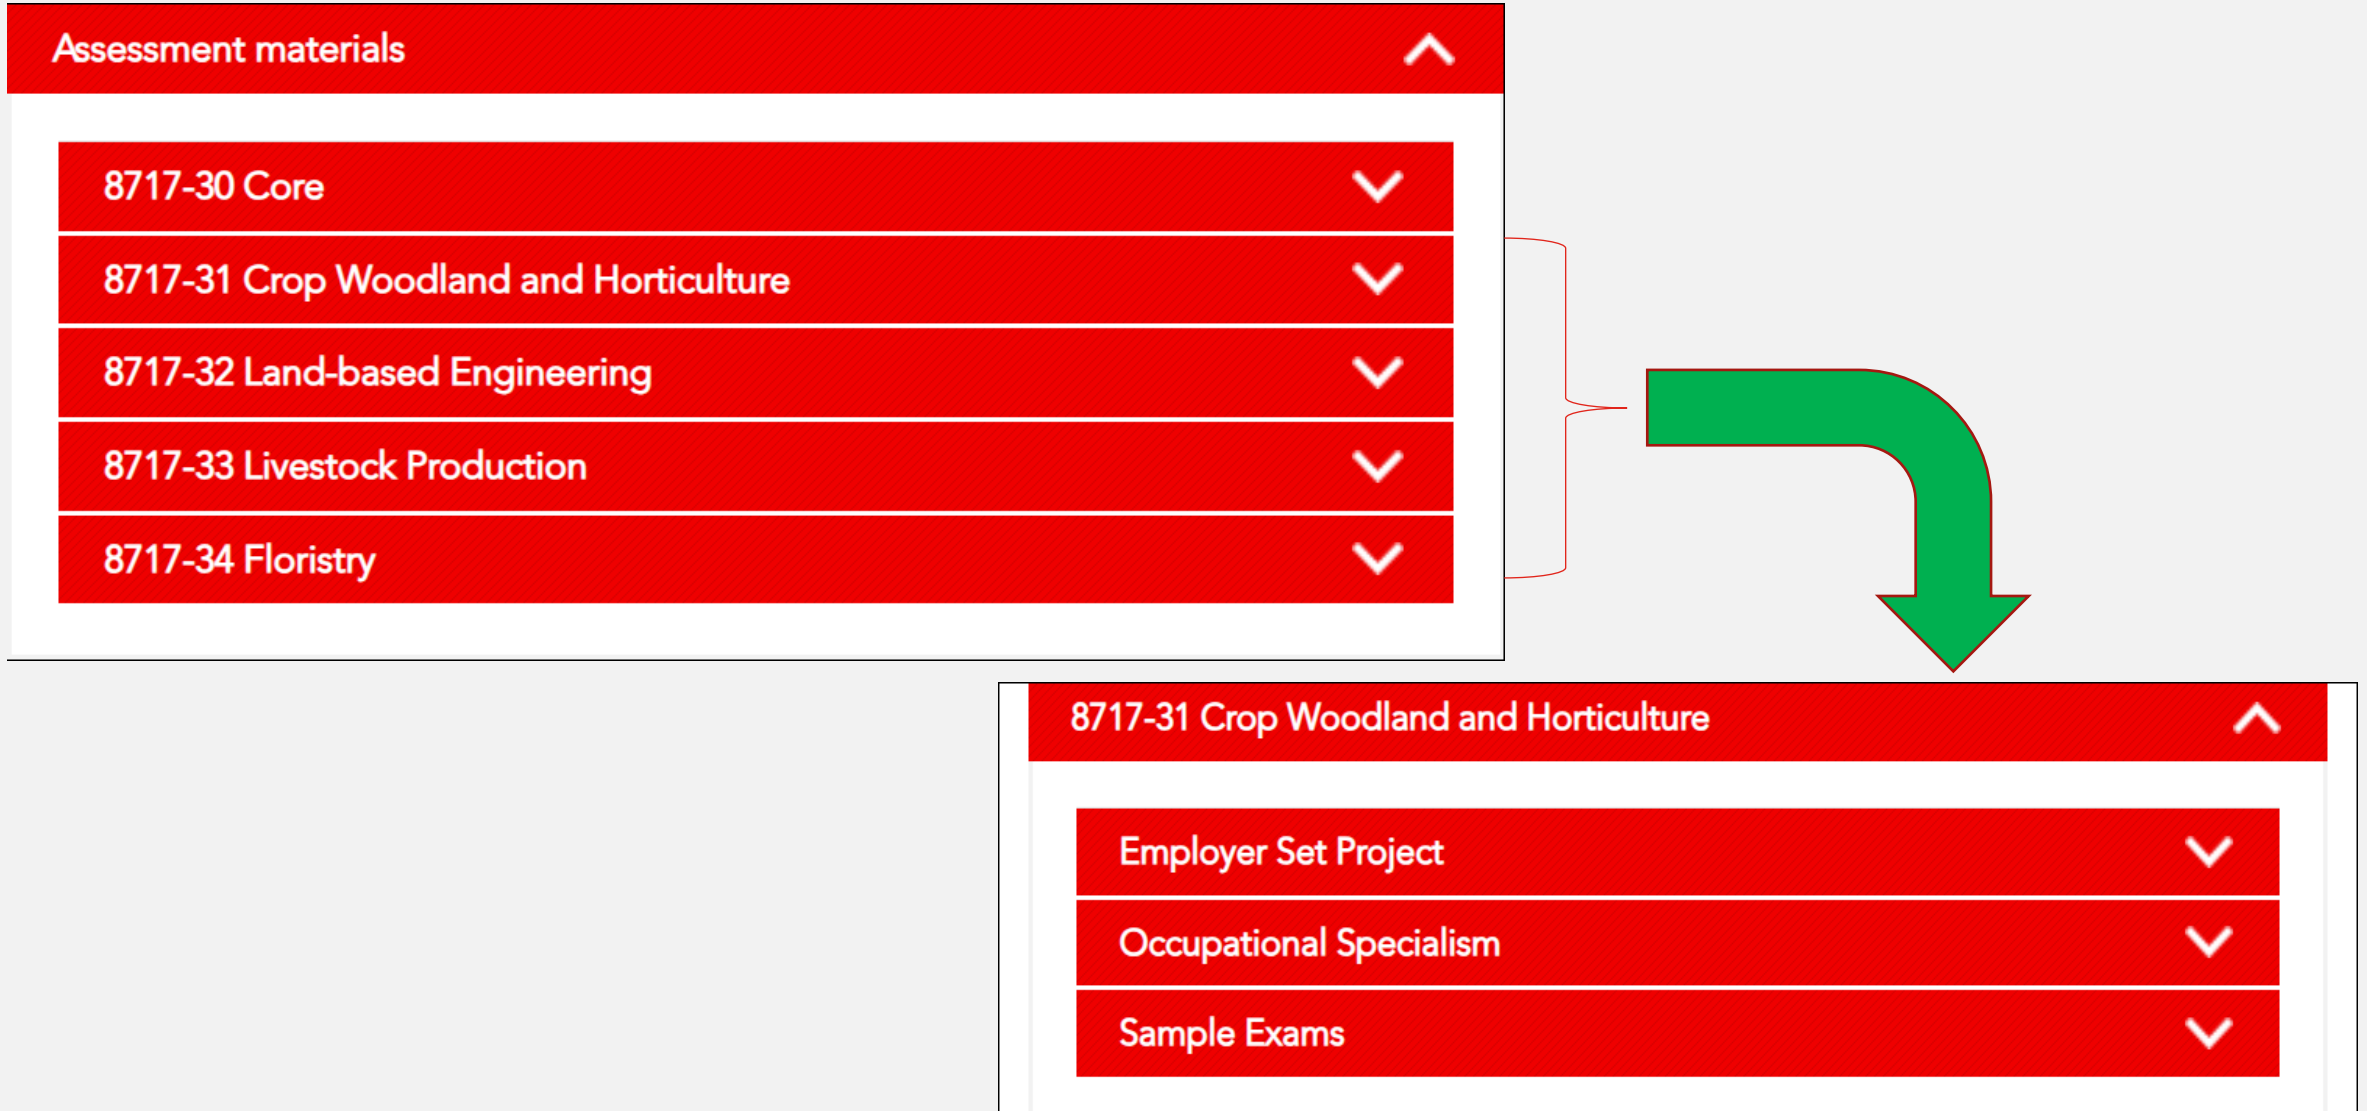 Assessment materials
8717-30 Core
8717-31 Crop Woodland and Horticulture
8717-32 Land-based Engineering
8717-33 Livestock Production
8717-34 Floristry
8717-31 Crop Woodland and Horticulture
Employer Set Project
Occupational Specialism
Sample Exams